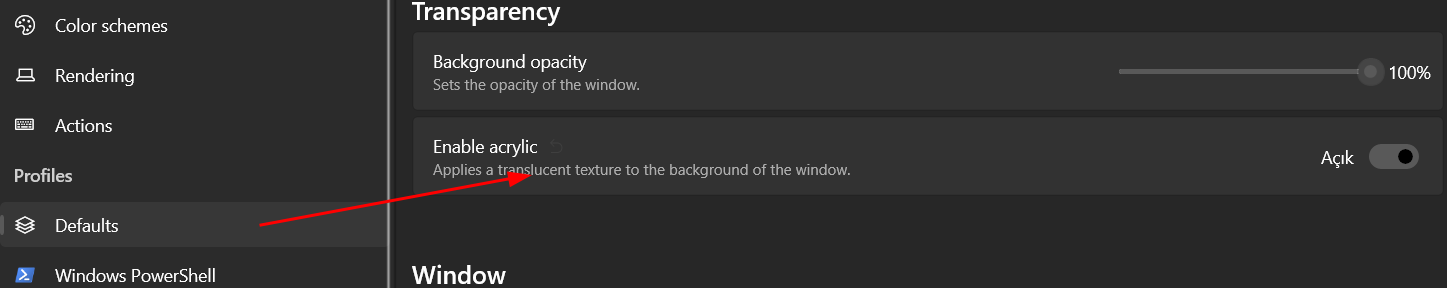 Color schemes
Rendering
Actions
Profiles
Defaults
Windows PowerShell
Transparency
Background opacity
Sets the opacity of the window.
100%
Enable acrylic
Applies a translucent texture to the background of the window.
Açık
Window